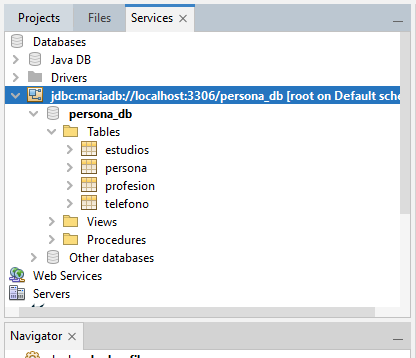 Projects Files Services ×
Databases
Java DB
Drivers
jdbc:mariadb://localhost:3306/persona_db [root on Default sche
persona_db
Tables
estudios
persona
profesion
telefono
Views
Procedures
Other databases
Web Services
Servers
Navigator ×